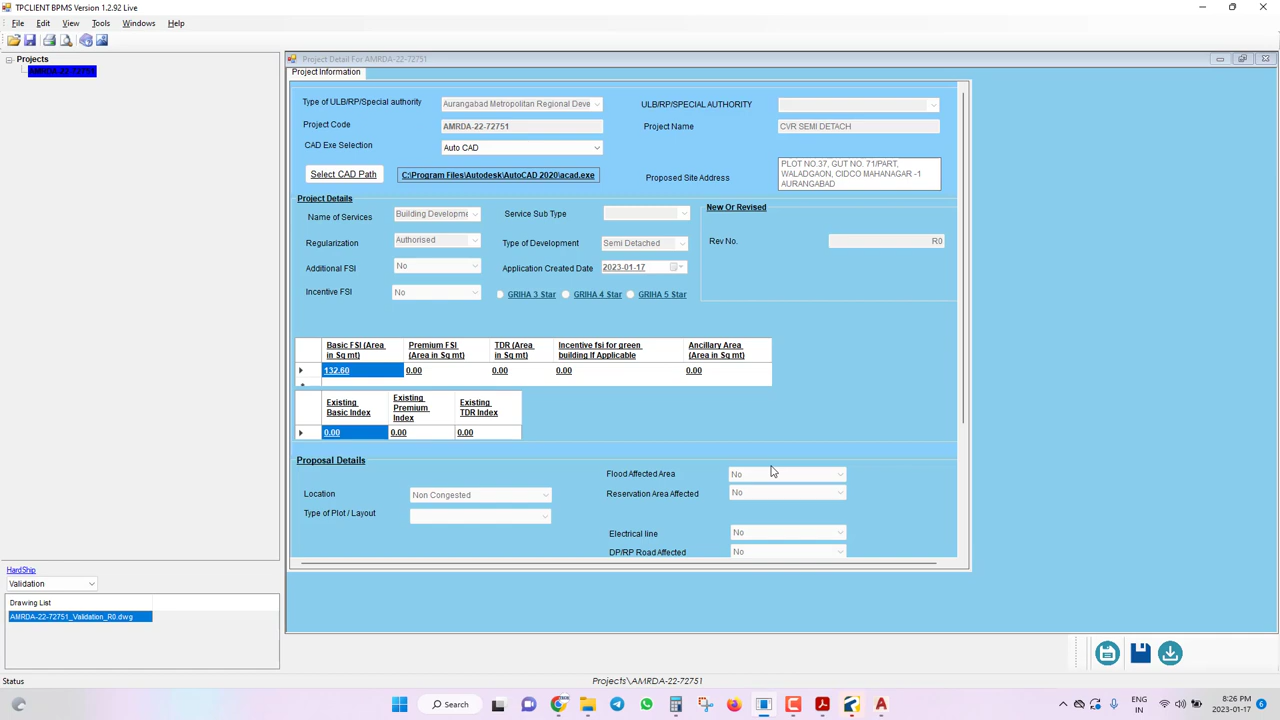 TPCLIENT BPMS Version 1.2.92 Live
File Edit View Tools Windows Help
Projects
AMRDA-22-72751
Project Detail For AMRDA-22-72751
Project Information
Type of ULB/RP/Special authority Aurangabad Metropolitan Regional Deve ULB/RP/SPECIAL AUTHORITY
Project Code AMRDA-22-72751 Project Name CVR SEMI DETACH
CAD Exe Selection Auto CAD
Select CAD Path C:\Program Files\Autodesk\AutoCAD 2020\acad.exe Proposed Site Address
PLOT NO.37, GUT NO. 71/PART,
WALADGAON, CIDCO MAHANAGAR -1
AURANGABAD
Project Details New Or Revised
Name of Services Building Developme Service Sub Type
Regularization Authorised Type of Development Semi Detached Rev No. R0
Additional FSI No Application Created Date 2023-01-17
Incentive FSI No GRIHA 3 Star GRIHA 4 Star GRIHA 5 Star
Basic FSI (Area in Sq mt) Premium FSI (Area in Sq mt) TDR (Area in Sq mt) Incentive fsi for green building If Applicable Ancillary Area (Area in Sq mt)
132.60 0.00 0.00 0.00 0.00
Existing Basic Index Existing Premium Index Existing TDR Index
0.00 0.00 0.00
Proposal Details
Flood Affected Area No
Location Non Congested Reservation Area Affected No
Type of Plot / Layout
Electrical line No
DP/RP Road Affected No
HardShip
Validation
Drawing List
AMRDA-22-72751_Validation_R0.dwg
Status Projects\AMRDA-22-72751
Search
ENG
IN
8:26 PM
2023-01-17
6